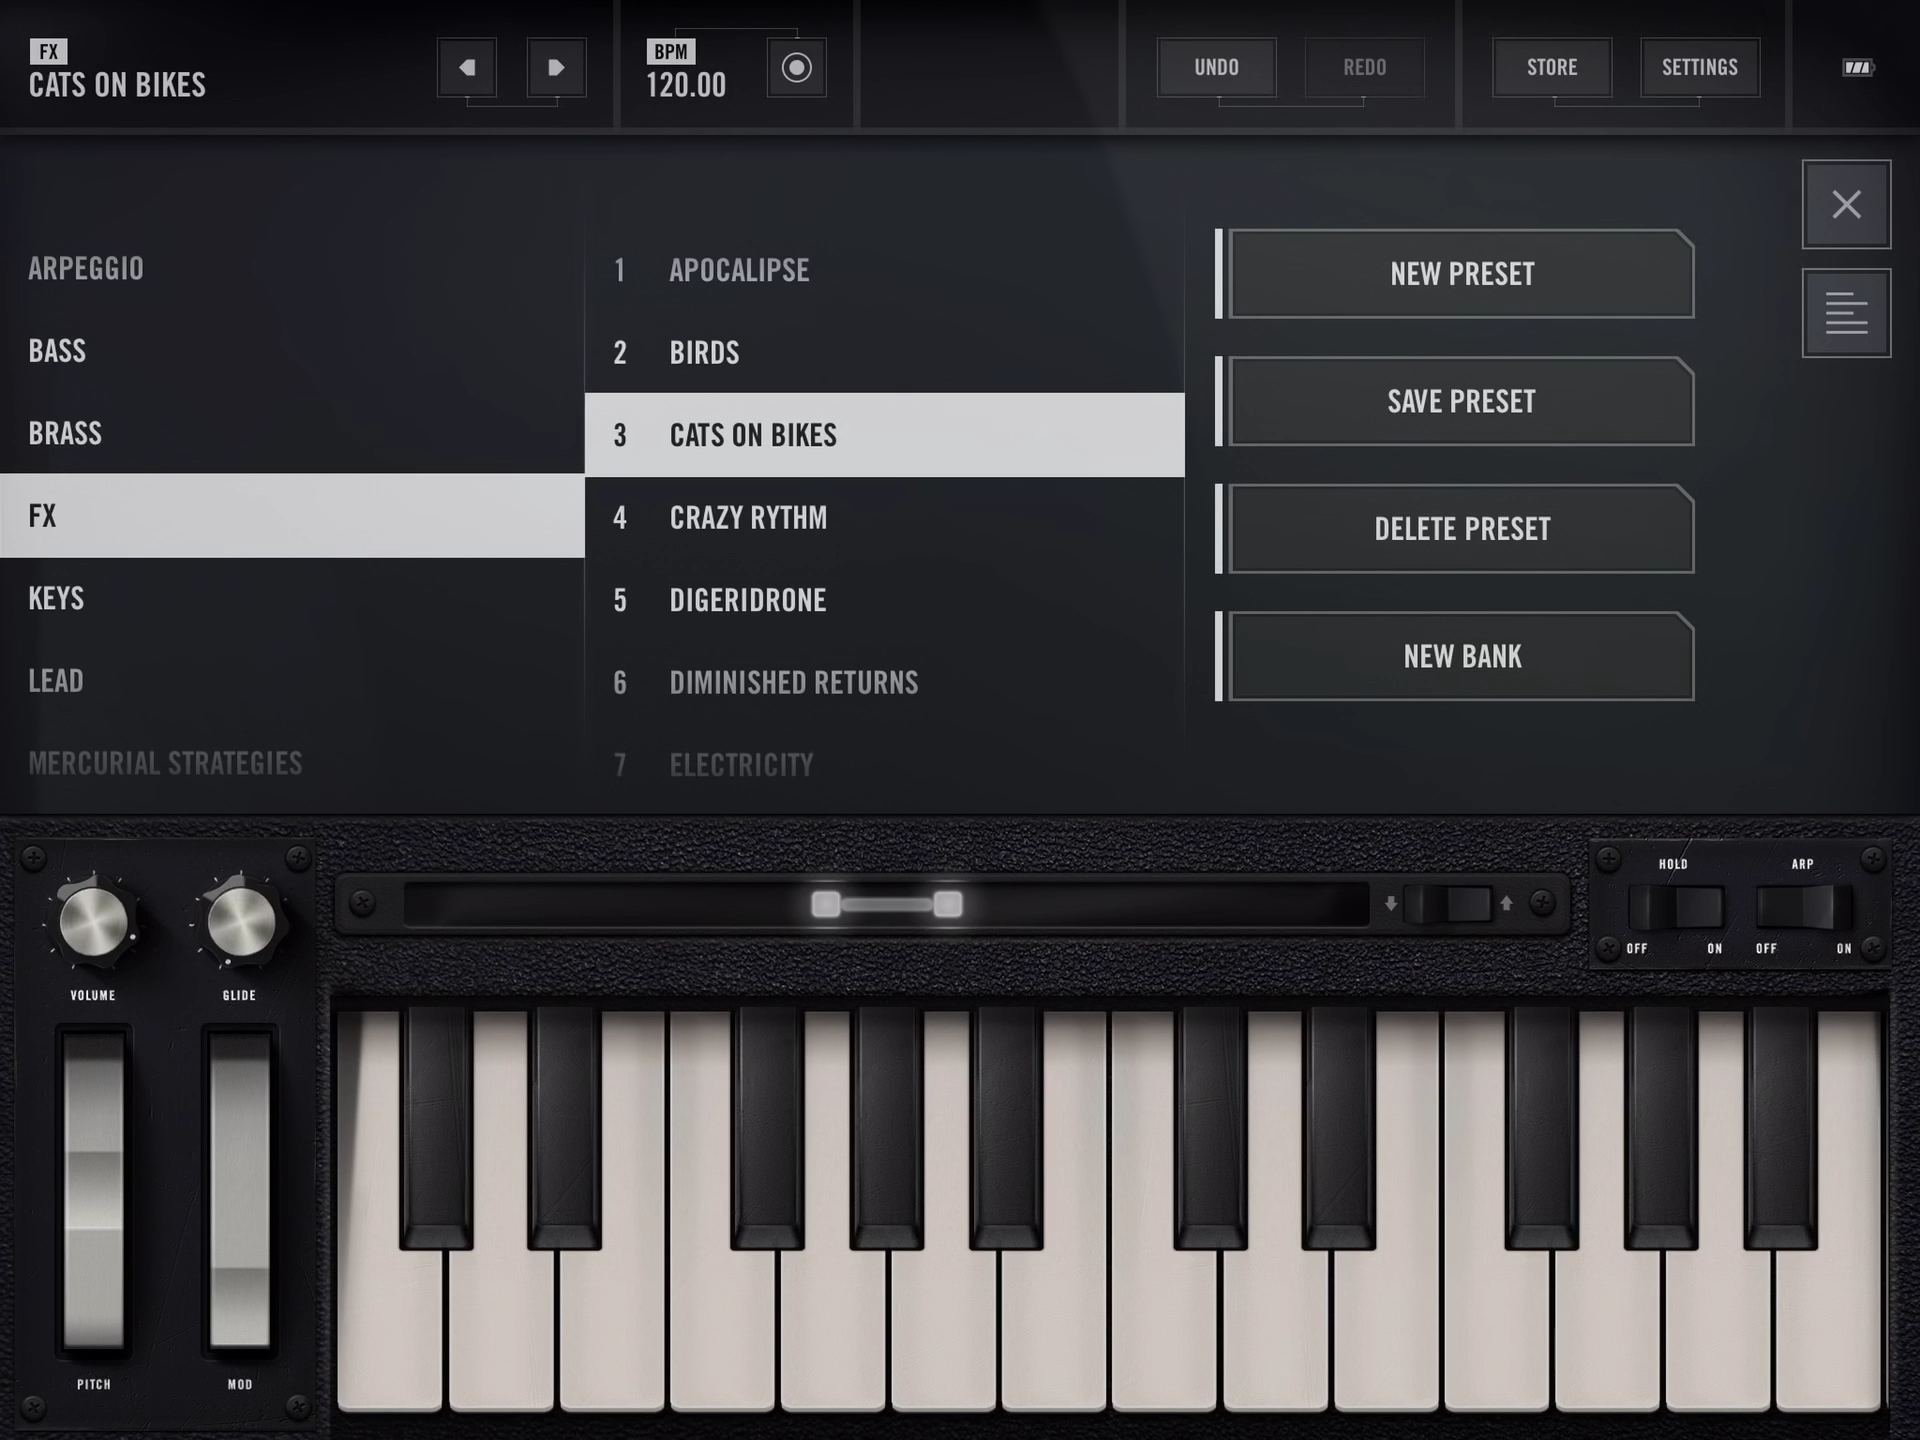 FX
CATS ON BIKES
BPM
120.00
UNDO
REDO
STORE
SETTINGS
ARPEGGIO
BASS
BRASS
FX
KEYS
LEAD
MERCURIAL STRATEGIES
1 APOCALIPSE
2 BIRDS
3 CATS ON BIKES
4 CRAZY RYTHM
5 DIGERIDRONE
6 DIMINISHED RETURNS
7 ELECTRICITY
NEW PRESET
SAVE PRESET
DELETE PRESET
NEW BANK
VOLUME
GLIDE
HOLD
ARP
OFF
ON
OFF
ON
PITCH
MOD